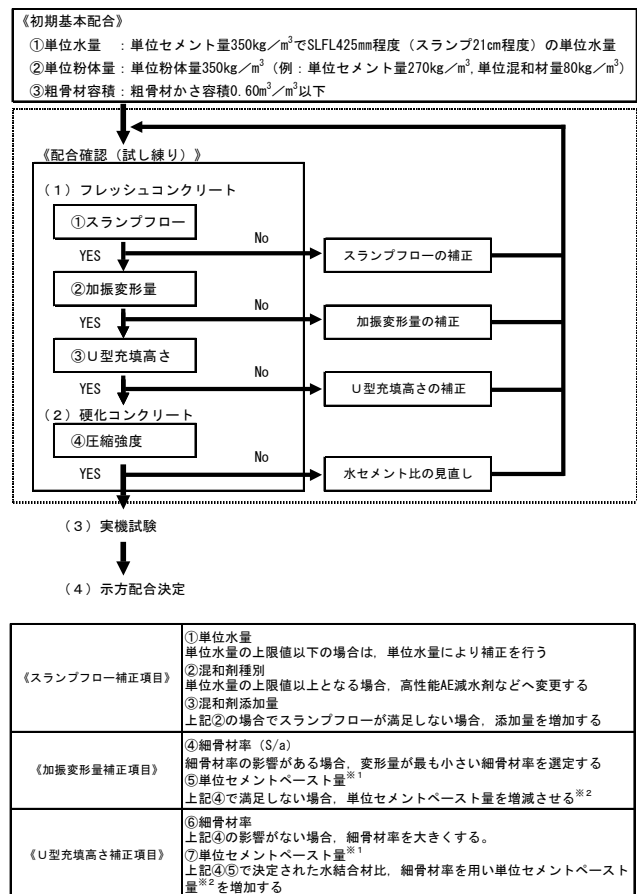 《初期基本配合》
①単位水量　：単位セメント量350kg／m³でSLFL425㎜程度（スランプ21㎝程度）の単位水量
②単位粉体量：単位粉体量350kg／m³（例：単位セメント量270kg／m³,単位混和材量80kg／m³）
③粗骨材容積：粗骨材かさ容積0.60m³／m³以下
《配合確認（試し練り）》
（１）フレッシュコンクリート
①スランプフロー
No
YES
スランプフローの補正
②加振変形量
No
YES
加振変形量の補正
③Ｕ型充填高さ
No
YES
Ｕ型充填高さの補正
（２）硬化コンクリート
④圧縮強度
No
YES
水セメント比の見直し
（３）実機試験
（４）示方配合決定
《スランプフロー補正項目》
①単位水量
単位水量の上限値以下の場合は，単位水量により補正を行う
②混和剤種別
単位水量の上限値以上となる場合，高性能AE減水剤などへ変更する
③混和剤添加量
上記②の場合でスランプフローが満足しない場合，添加量を増加する
《加振変形量補正項目》
④細骨材率（S/a）
細骨材率の影響がある場合，変形量が最も小さい細骨材率を選定する
⑤単位セメントペースト量※1
上記④で満足しない場合，単位セメントペースト量を増減させる※2
《Ｕ型充填高さ補正項目》
⑥細骨材率
上記④の影響がない場合，細骨材率を大きくする。
⑦単位セメントペースト量※1
上記④⑤で決定された水結合材比，細骨材率を用い単位セメントペースト
量※2を増加する